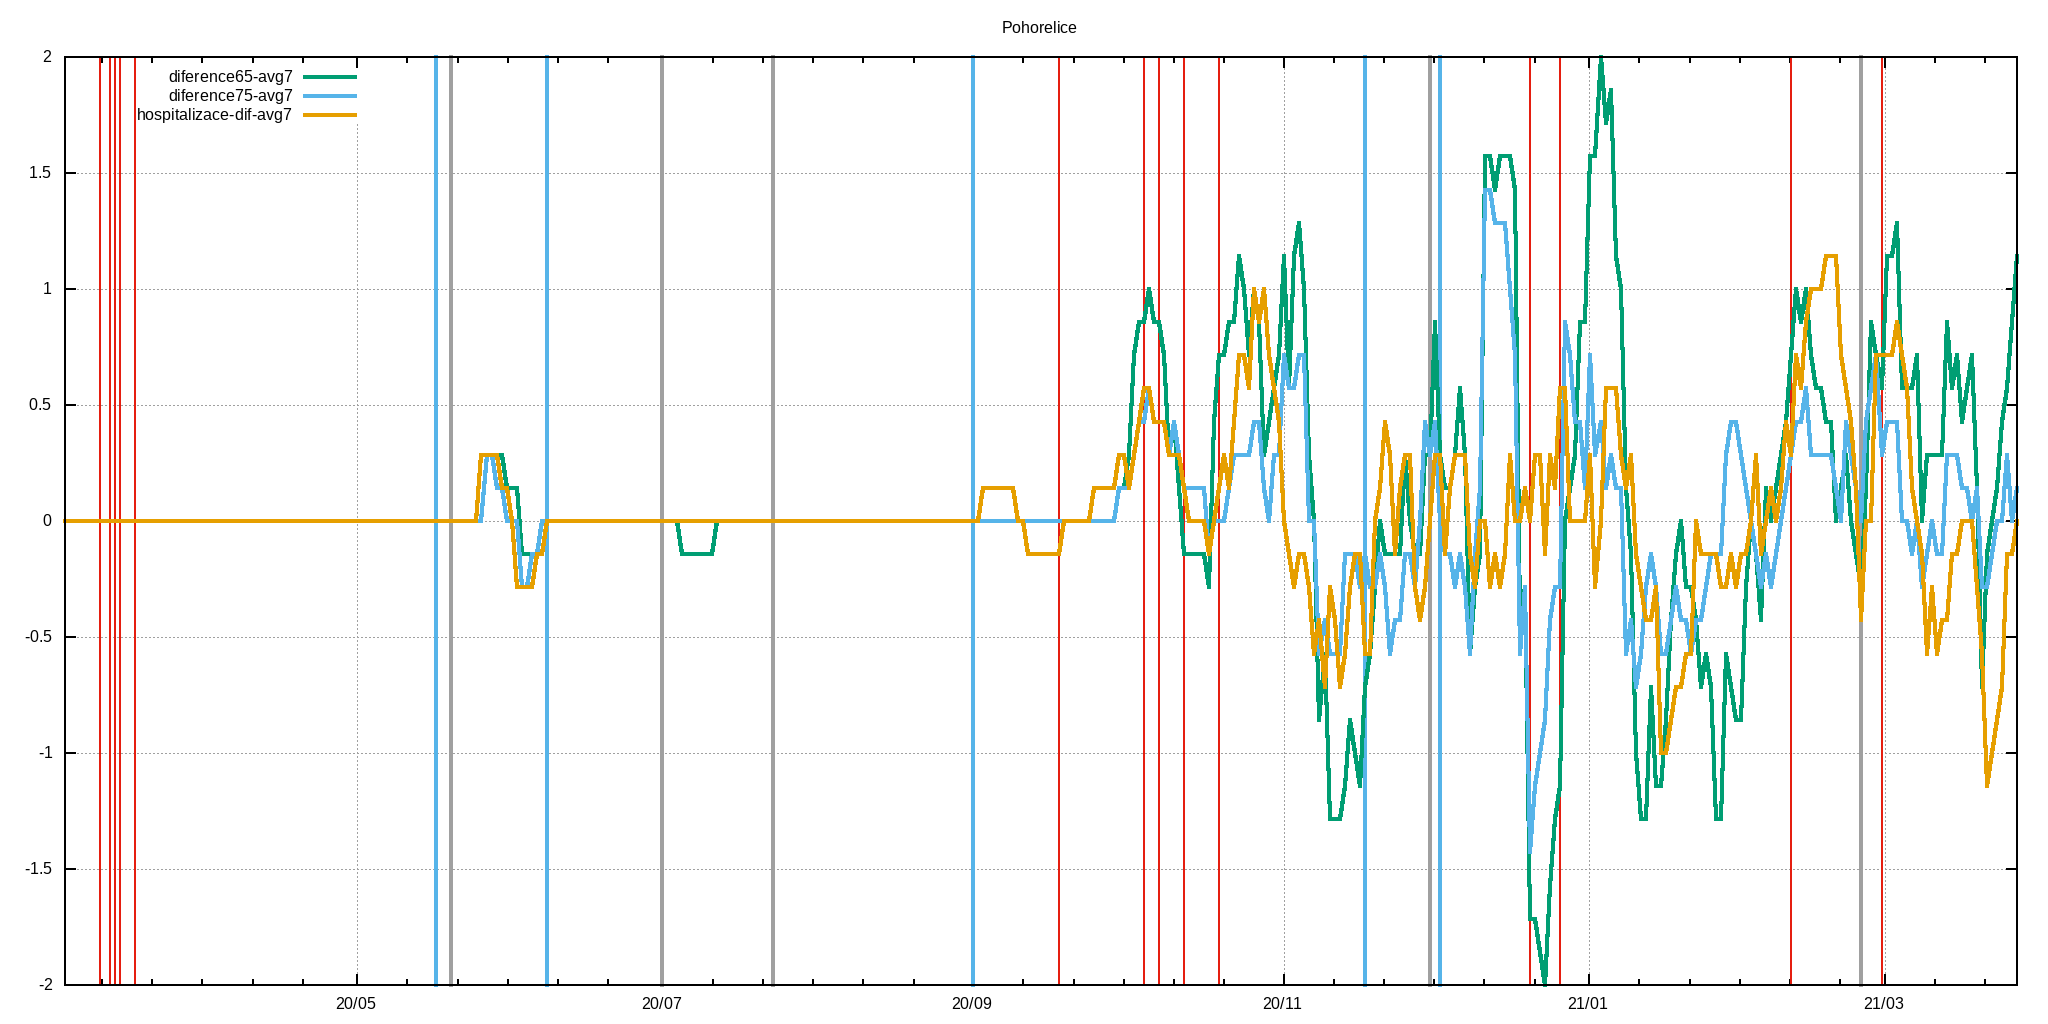 Pohorelice
diference65-avg7
diference75-avg7
hospitalizace-dif-avg7
2
1.5
1
0.5
0
-0.5
-1
-1.5
-2
20/05 20/07 20/09 20/11 21/01 21/03